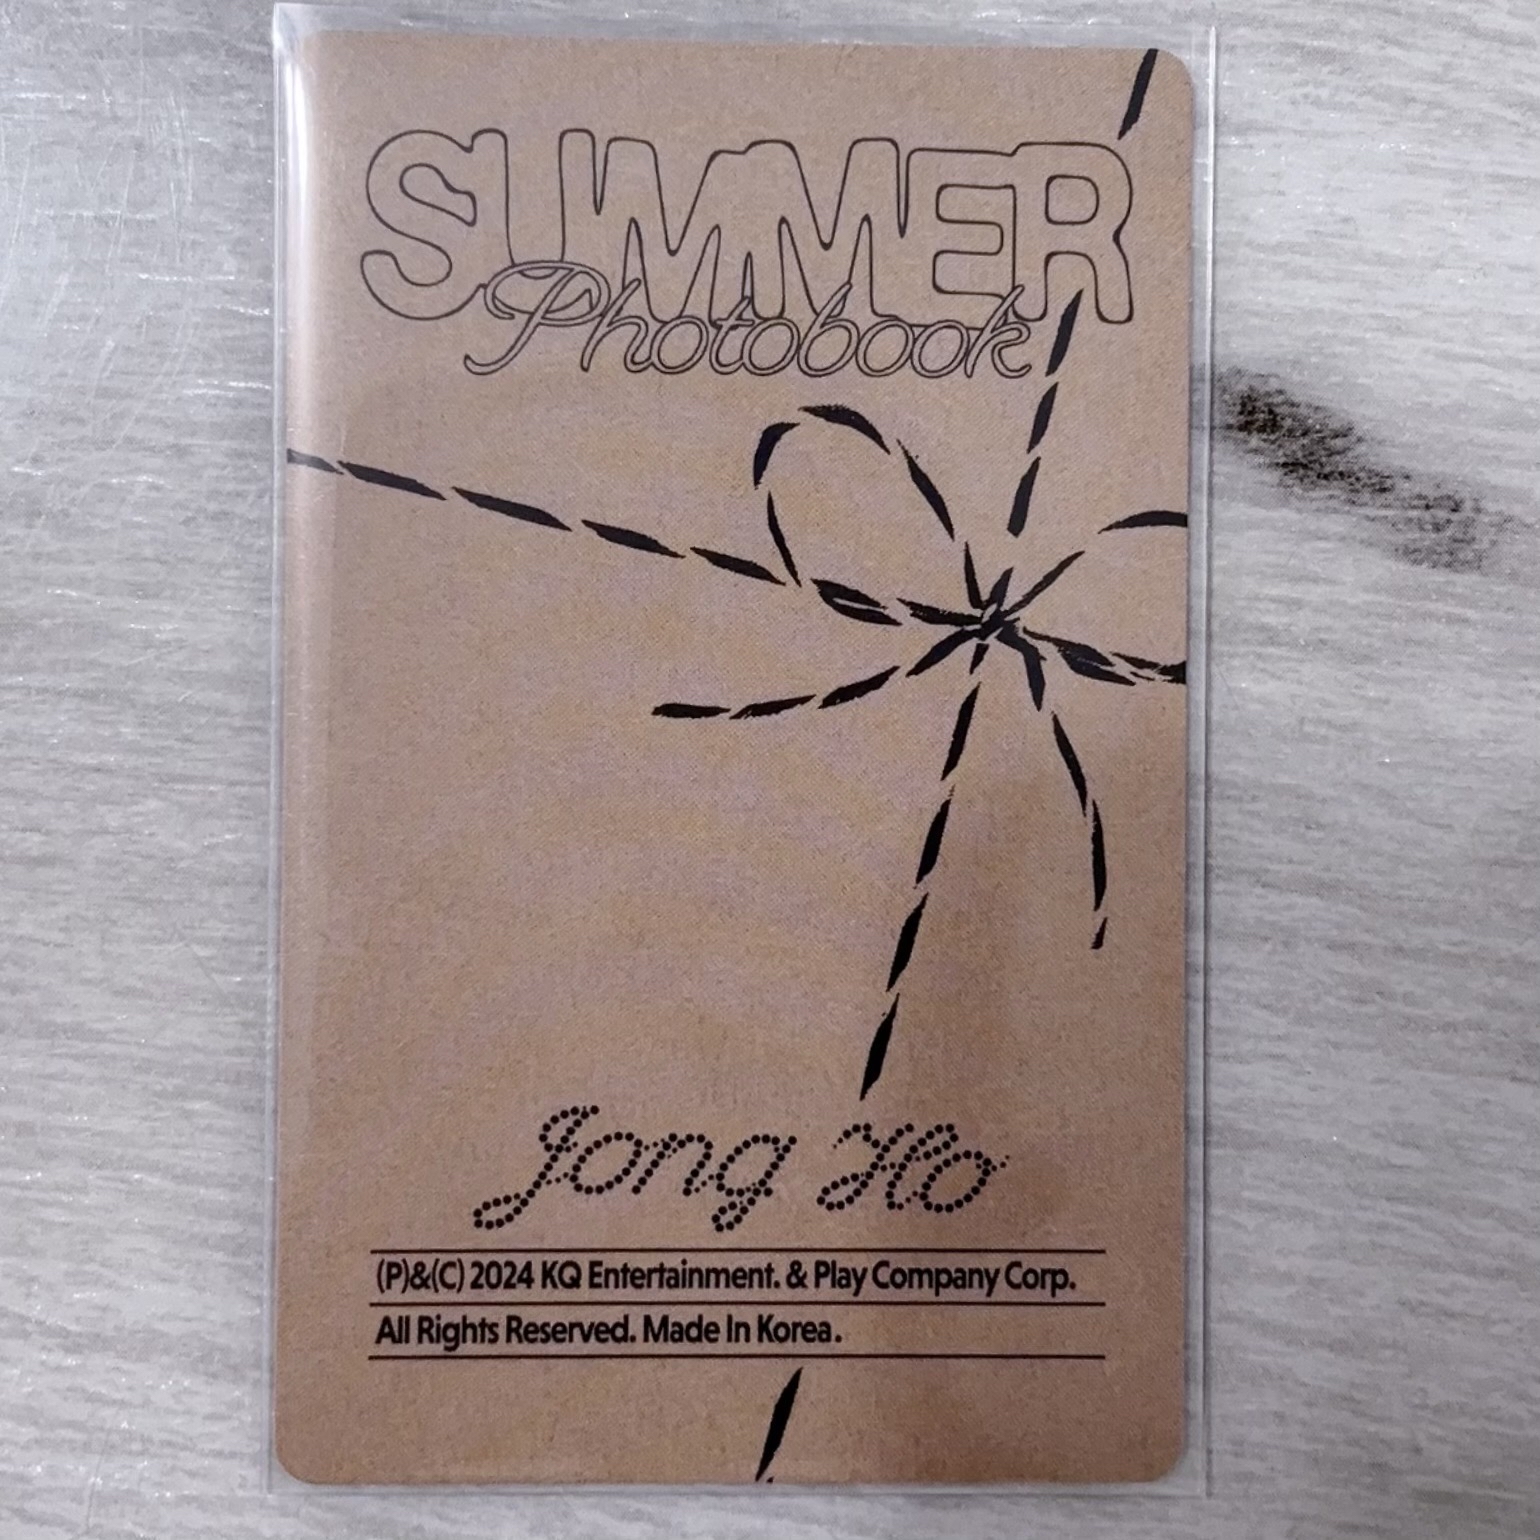 SUMMER
Photobook
Jong Ho
(P)&(C) 2024 KQ Entertainment. & Play Company Corp.
All Rights Reserved. Made In Korea.